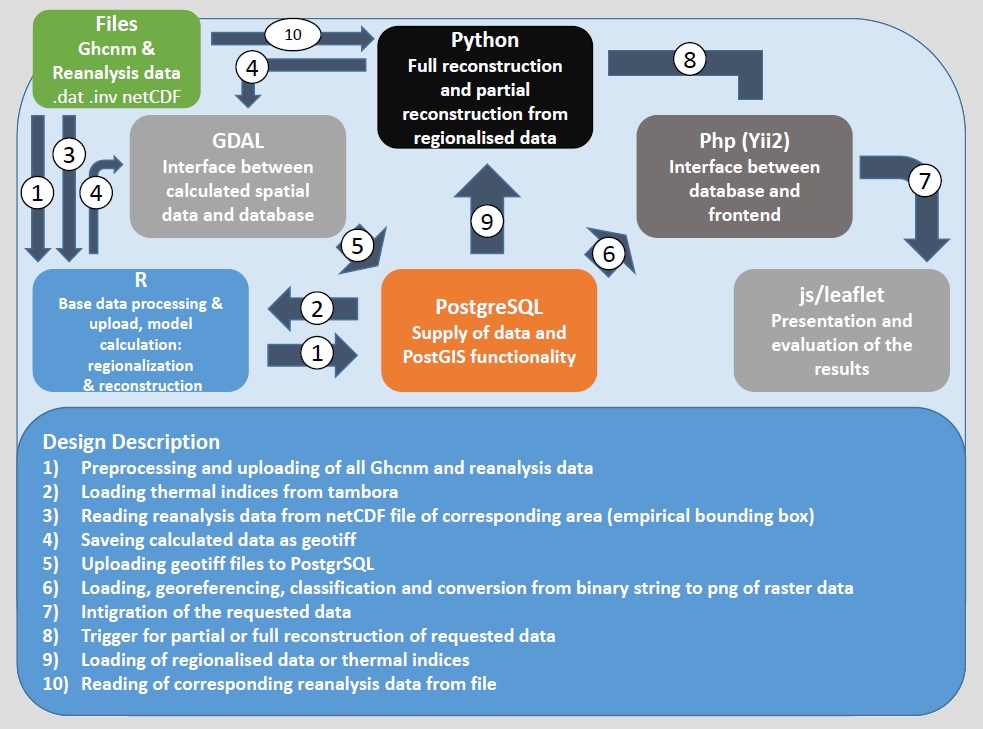 Files
Ghcnm &
Reanalysis data
.dat .inv netCDF
10
Python
Full reconstruction
and partial
reconstruction from
regionalised data
8
4
GDAL
Interface between
calculated spatial
data and database
Php (Yii2)
Interface between
database and
frontend
1
3
4
7
9
5
6
R
Base data processing &
upload, model
calculation:
regionalization
& reconstruction
2
1
PostgreSQL
Supply of data and
PostGIS functionality
js/leaflet
Presentation and
evaluation of the
results
Design Description
1) Preprocessing and uploading of all Ghcnm and reanalysis data
2) Loading thermal indices from tambora
3) Reading reanalysis data from netCDF file of corresponding area (empirical bounding box)
4) Saveing calculated data as geotiff
5) Uploading geotiff files to PostgrSQL
6) Loading, georeferencing, classification and conversion from binary string to png of raster data
7) Intigration of the requested data
8) Trigger for partial or full reconstruction of requested data
9) Loading of regionalised data or thermal indices
10) Reading of corresponding reanalysis data from file